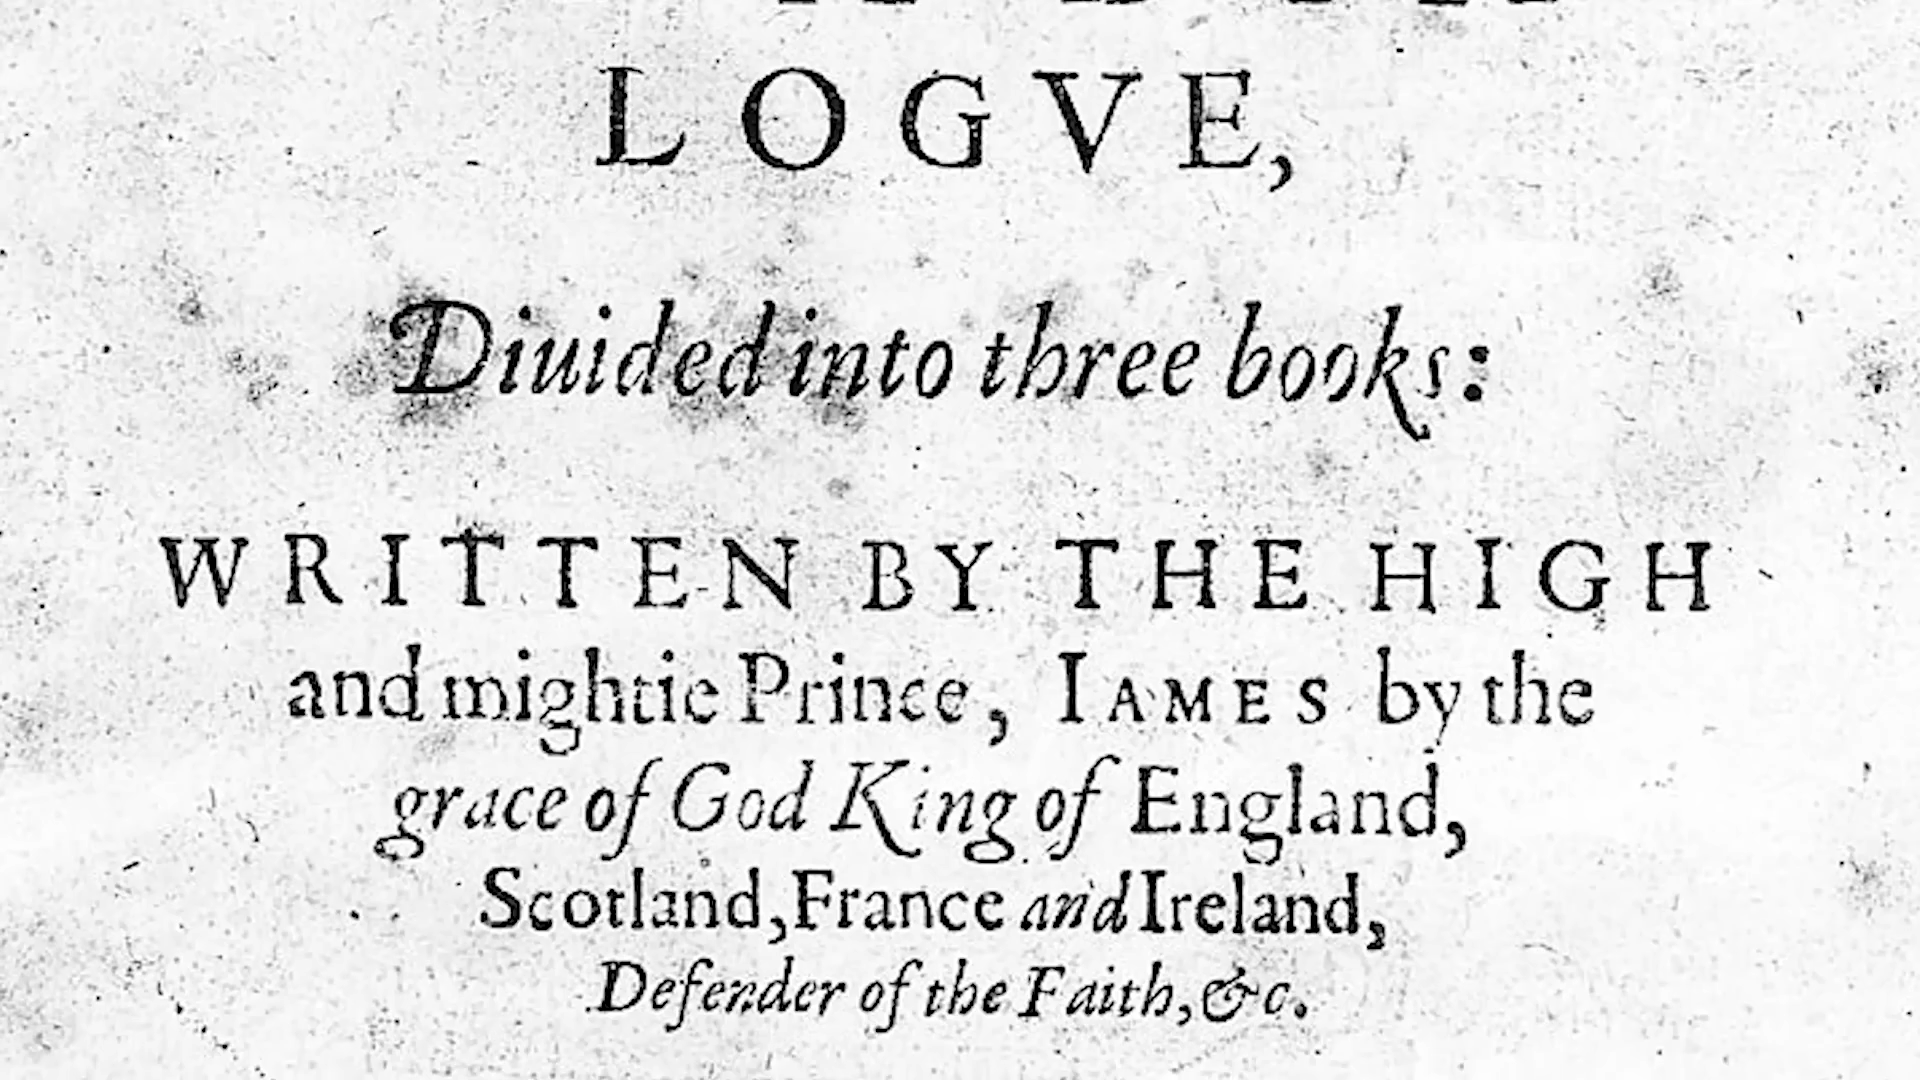 LOGVE,
Diuided into three books:
WRITTEN BY THE HIGH
and mightie Prince, IAMES by the
grace of God King of England,
Scotland, France and Ireland,
Defender of the Faith, &c.